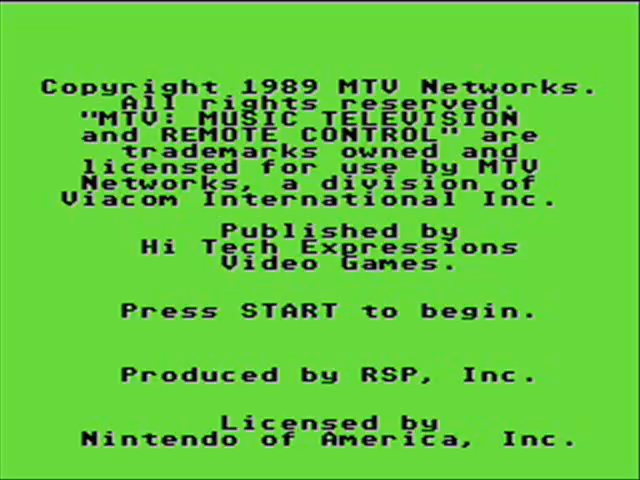 Copyright 1989 MTV Networks.
All rights reserved.
"MTV: MUSIC TELEVISION
and REMOTE CONTROL" are
trademarks owned and
licensed for use by MTV
Networks, a division of
Viacom International Inc.
Published by
Hi Tech Expressions
Video Games.
Press START to begin.
Produced by RSP, Inc.
Licensed by
Nintendo of America, Inc.